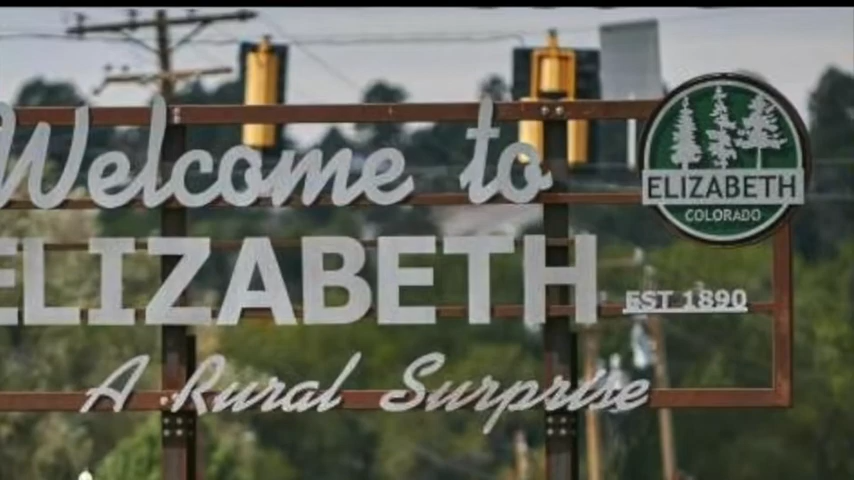 Welcome to
ELIZABETH
EST 1890
A Rural Surprise
ELIZABETH
COLORADO